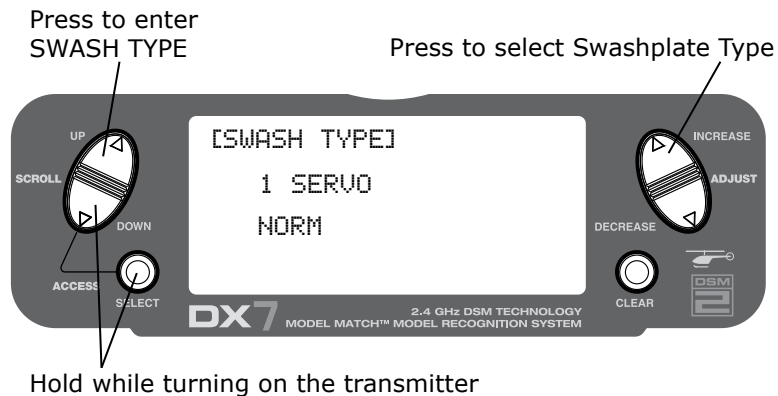 Press to enter
SWASH TYPE
Press to select Swashplate Type
UP
SCROLL
DOWN
ACCESS
SELECT
[SWASH TYPE]
1 SERVO
NORM
INCREASE
ADJUST
DECREASE
CLEAR
DSM
2
DX7
2.4 GHz DSM TECHNOLOGY
MODEL MATCH™ MODEL RECOGNITION SYSTEM
Hold while turning on the transmitter